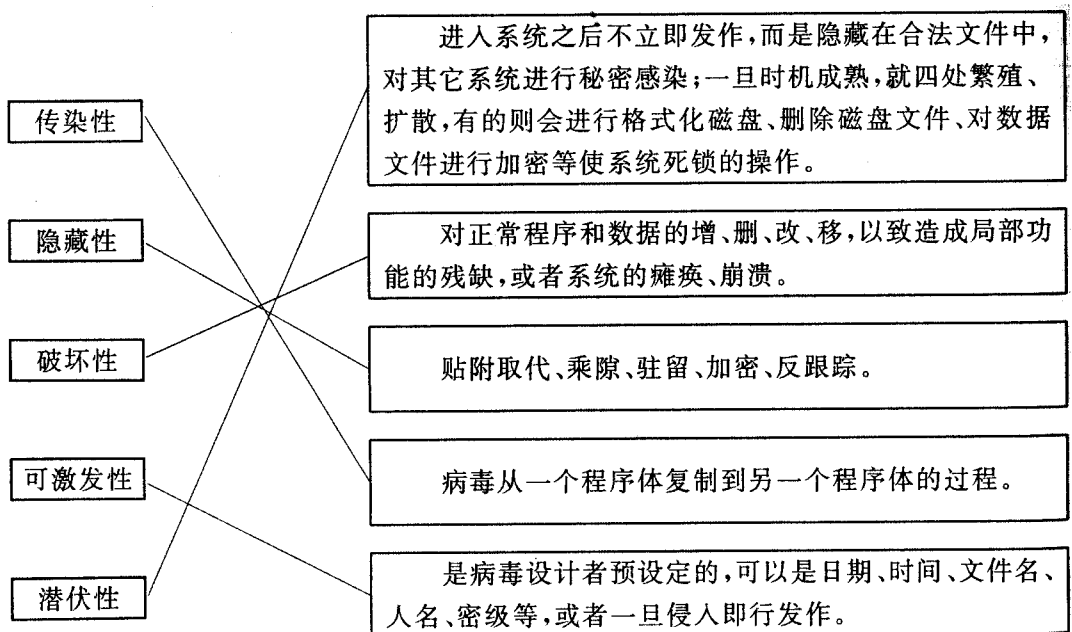 传染性
隐藏性
破坏性
可激发性
潜伏性
进入系统之后不立即发作,而是隐藏在合法文件中,
对其它系统进行秘密感染;一旦时机成熟,就四处繁殖、
扩散,有的则会进行格式化磁盘、删除磁盘文件、对数据
文件进行加密等使系统死锁的操作。
对正常程序和数据的增、删、改、移,以致造成局部功
能的残缺,或者系统的瘫痪、崩溃。
贴附取代、乘隙、驻留、加密、反跟踪。
病毒从一个程序体复制到另一个程序体的过程。
是病毒设计者预设定的,可以是日期、时间、文件名、
人名、密级等,或者一旦侵入即行发作。